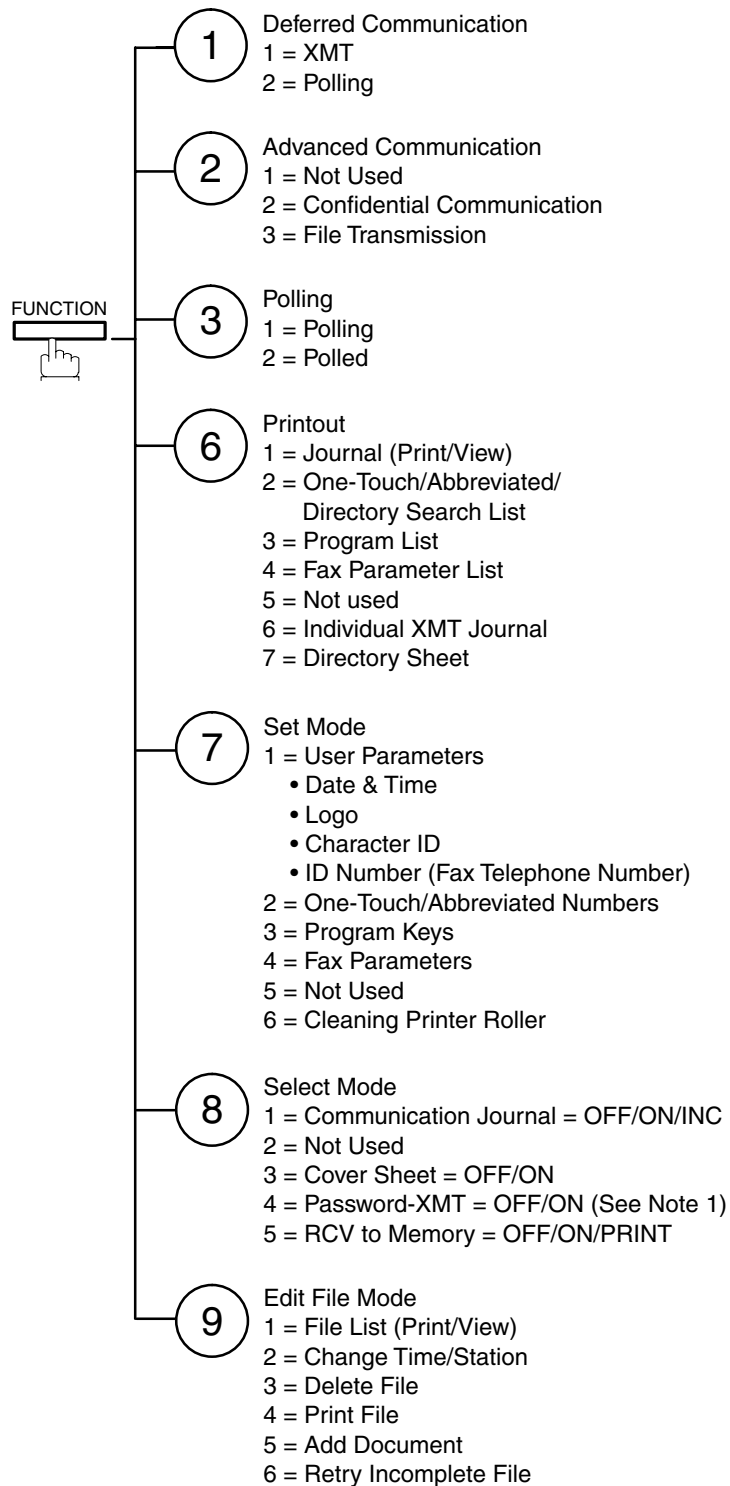 FUNCTION
1
Deferred Communication
1 = XMT
2 = Polling
2
Advanced Communication
1 = Not Used
2 = Confidential Communication
3 = File Transmission
3
Polling
1 = Polling
2 = Polled
6
Printout
1 = Journal (Print/View)
2 = One-Touch/Abbreviated/
Directory Search List
3 = Program List
4 = Fax Parameter List
5 = Not used
6 = Individual XMT Journal
7 = Directory Sheet
7
Set Mode
1 = User Parameters
• Date & Time
• Logo
• Character ID
• ID Number (Fax Telephone Number)
2 = One-Touch/Abbreviated Numbers
3 = Program Keys
4 = Fax Parameters
5 = Not Used
6 = Cleaning Printer Roller
8
Select Mode
1 = Communication Journal = OFF/ON/INC
2 = Not Used
3 = Cover Sheet = OFF/ON
4 = Password-XMT = OFF/ON (See Note 1)
5 = RCV to Memory = OFF/ON/PRINT
9
Edit File Mode
1 = File List (Print/View)
2 = Change Time/Station
3 = Delete File
4 = Print File
5 = Add Document
6 = Retry Incomplete File